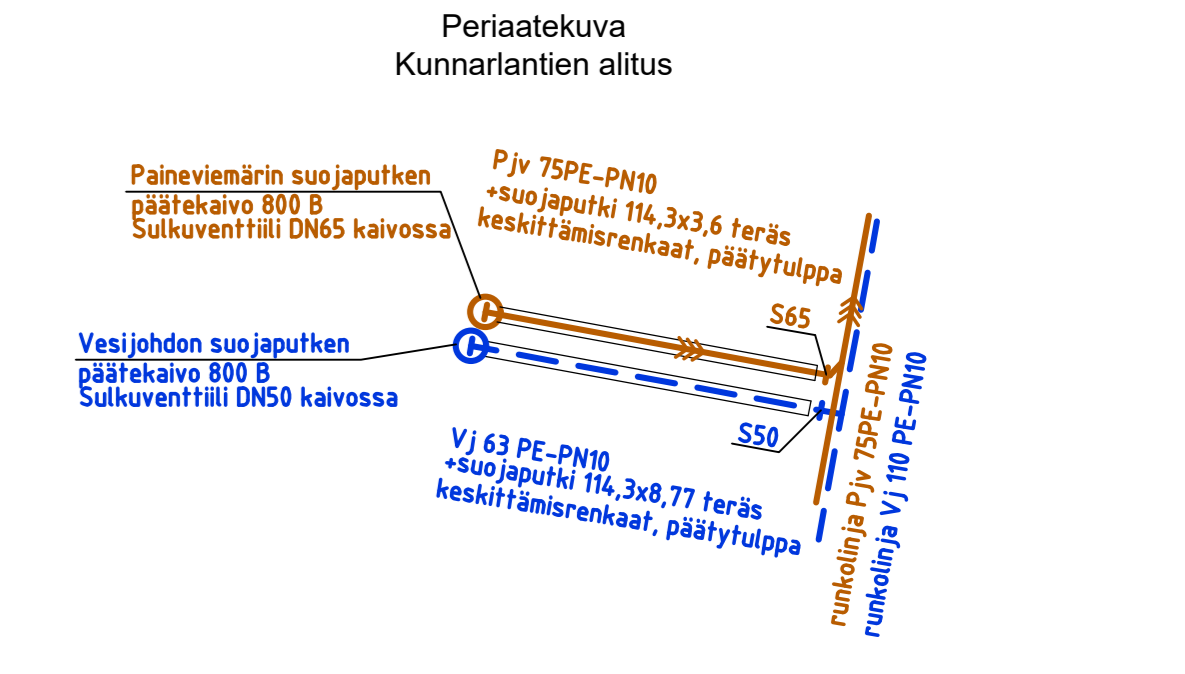 Periaatekuva
Kunnarlantien alitus
Paineviemärin suojaputken
päätekaivo 800 B
Sulkuventtiili DN65 kaivossa
Pjv 75PE-PN10
+suojaputki 114,3x3,6 teräs
keskittämisrenkaat, päätytulppa
S65
Vesijohdon suojaputken
päätekaivo 800 B
Sulkuventtiili DN50 kaivossa
S50
Vj 63 PE-PN10
+suojaputki 114,3x8,77 teräs
keskittämisrenkaat, päätytulppa
runkolinja Pjv 75PE-PN10
runkolinja Vj 110 PE-PN10